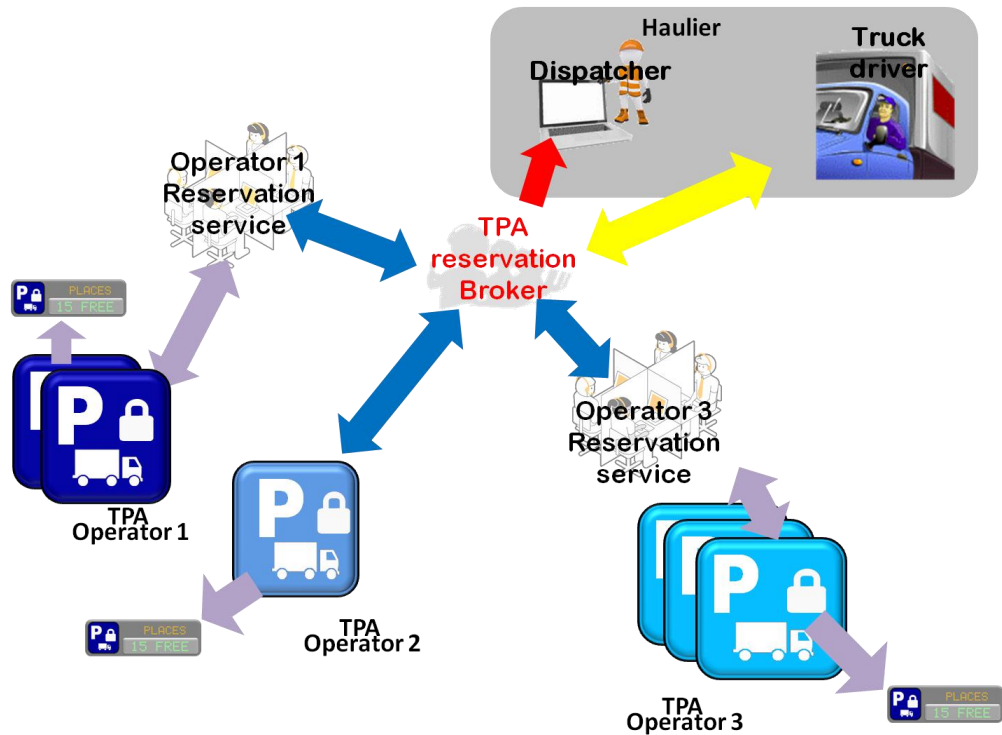 Haulier
Dispatcher
Truck
driver
Operator 1
Reservation
service
TPA
reservation
Broker
P
PLACES
15 FREE
P
P
TPA
Operator 1
Operator 3
Reservation
service
P
TPA
Operator 2
P
PLACES
15 FREE
P
TPA
Operator 3
P
PLACES
15 FREE